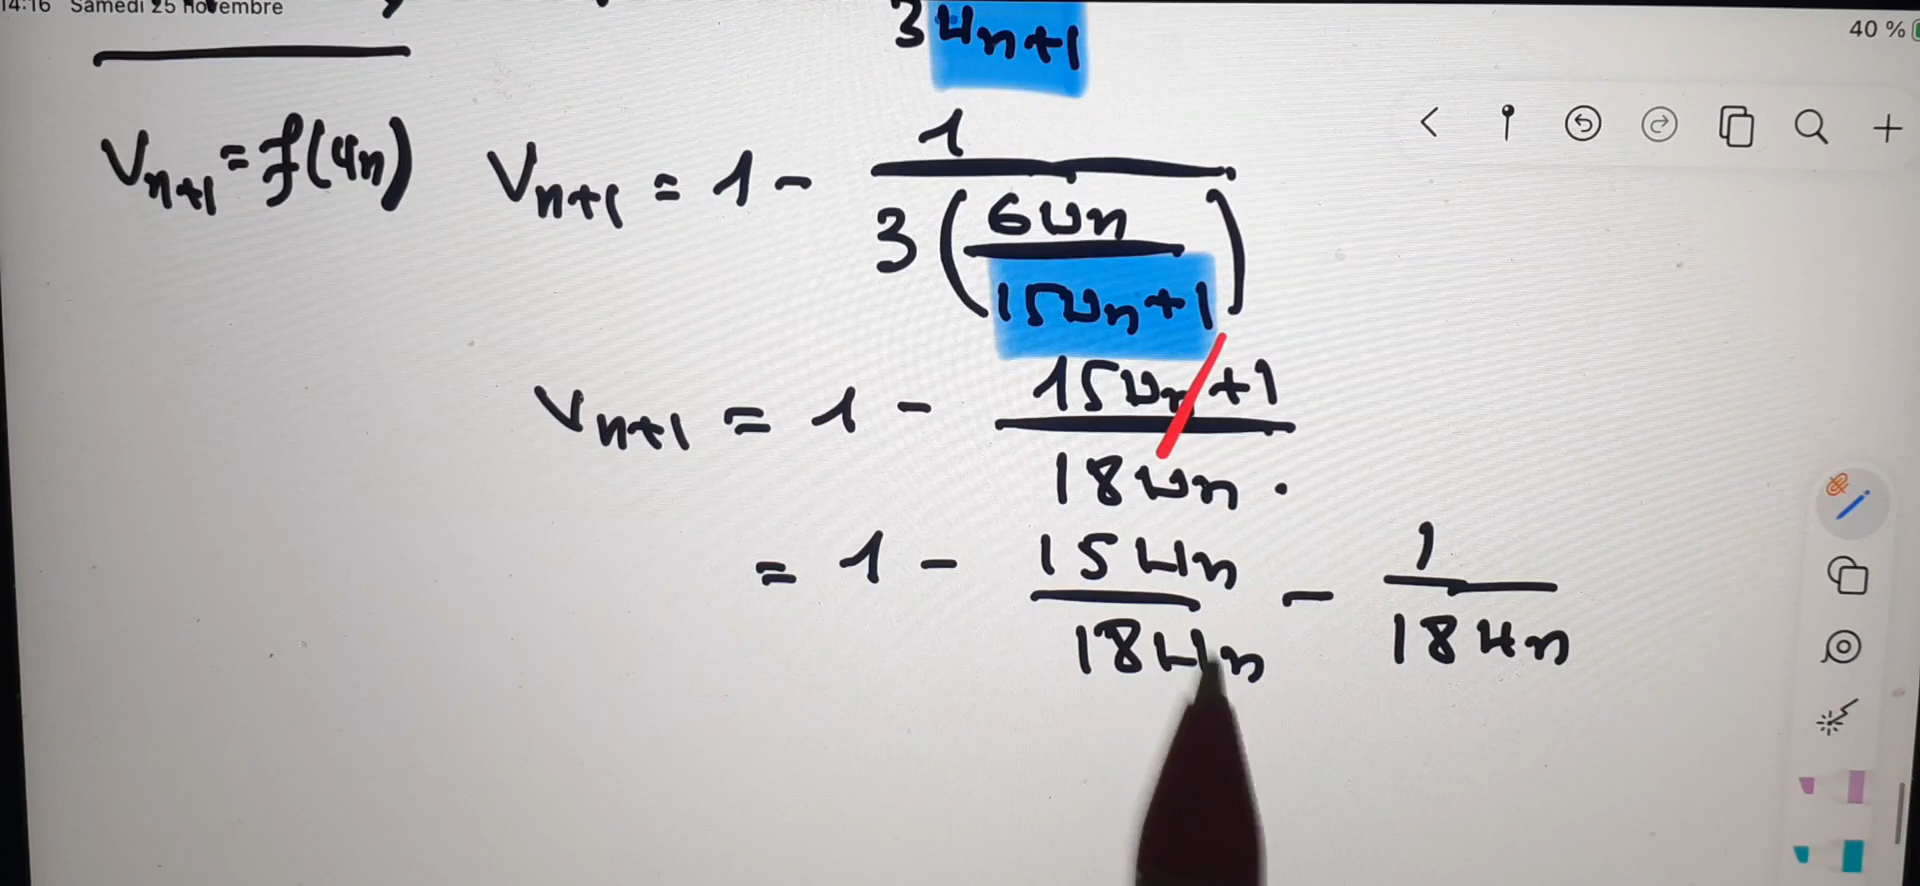 14:16 Samedi 25 novembre
40 %
3Un+1
Vn+1 = f(Un) Vn+1 = 1 - 1 / 3 (6Un / 15Un+1)
Vn+1 = 1 - 15Un+1 / 18Un .
= 1 - 15Un / 18Un - 1 / 18Un